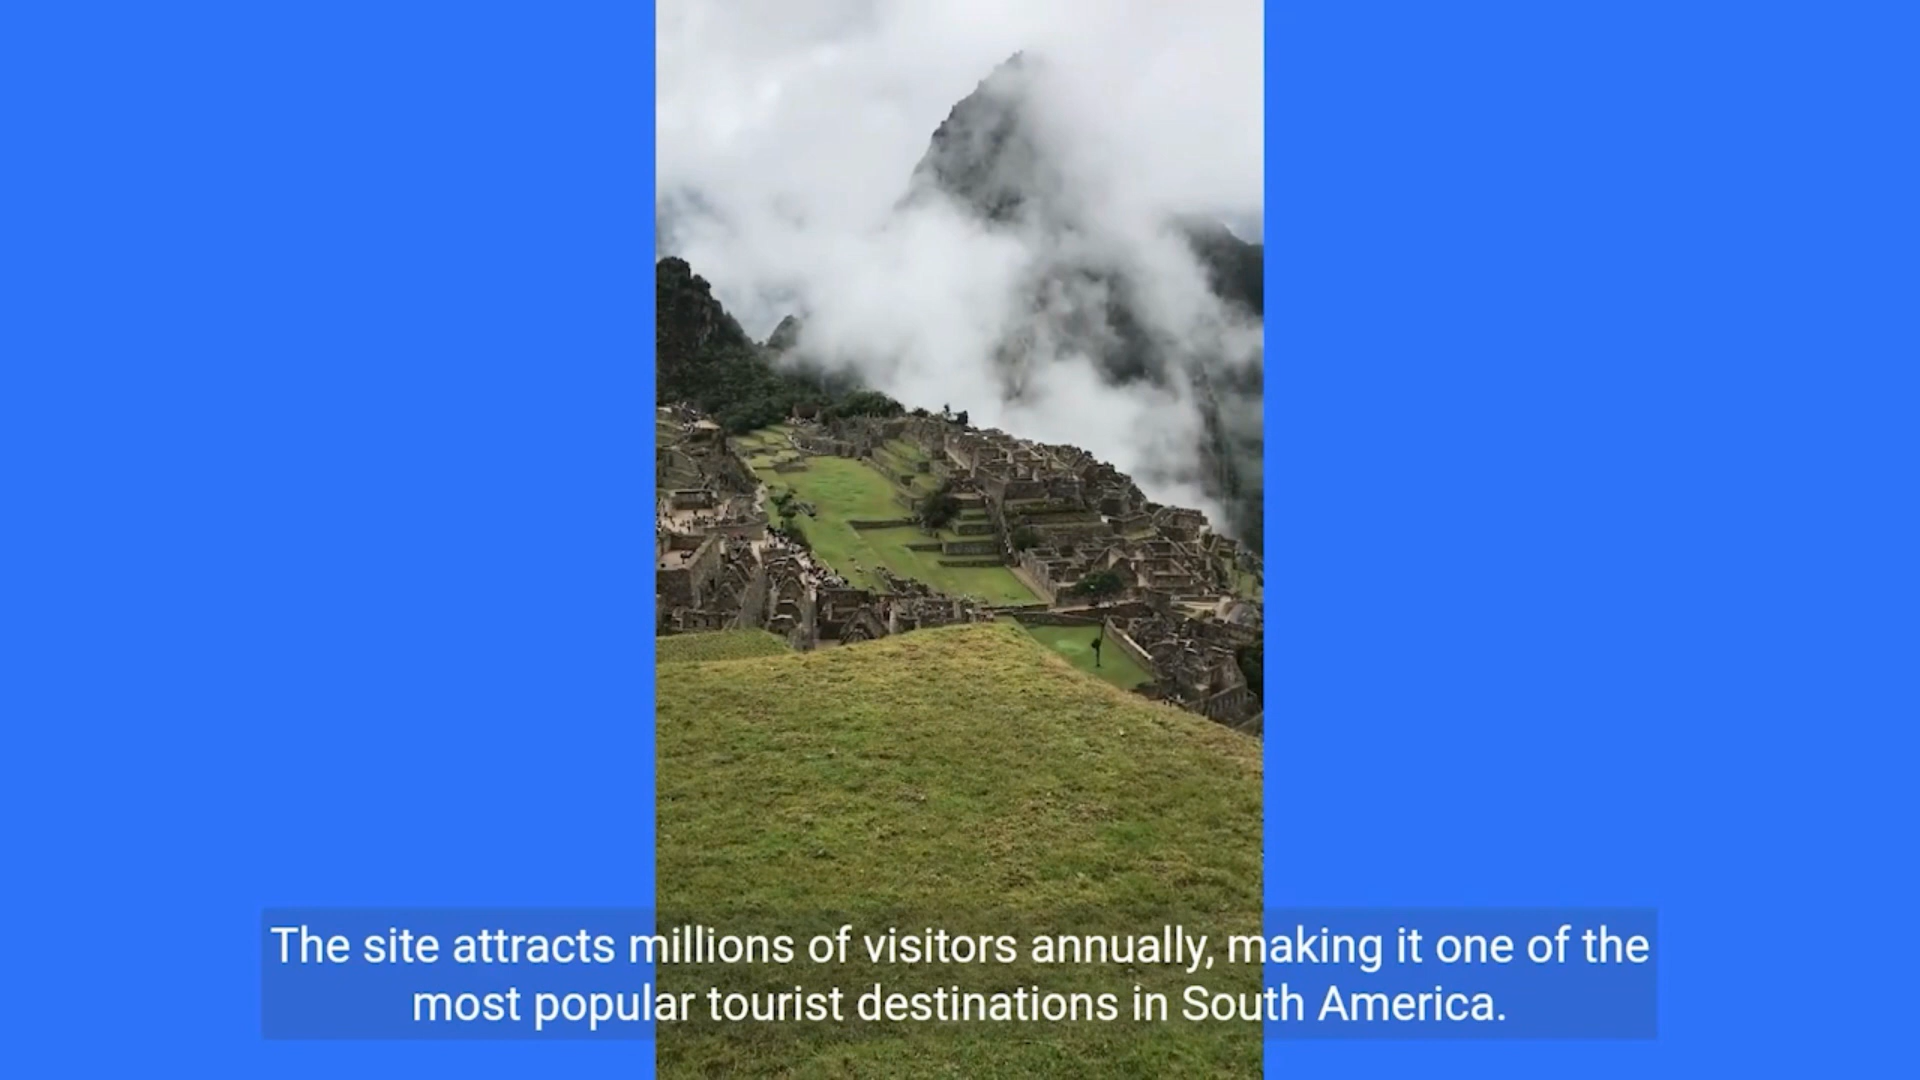 The site attracts millions of visitors annually, making it one of the
most popular tourist destinations in South America.